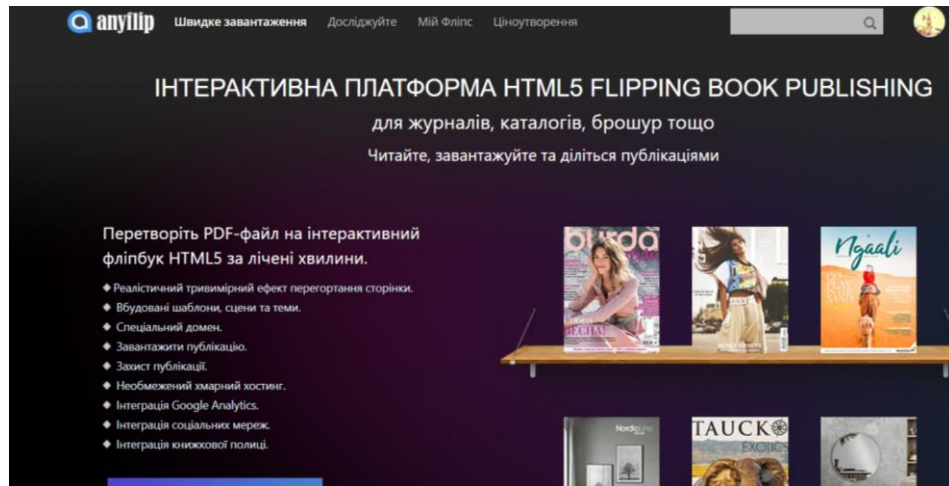 anyflip
Швидке завантаження Досліджуйте Мій Фліпс Ціноутворення
ІНТЕРАКТИВНА ПЛАТФОРМА HTML5 FLIPPING BOOK PUBLISHING
для журналів, каталогів, брошур тощо
Читайте, завантажуйте та діліться публікаціями
Перетворіть PDF-файл на інтерактивний
фліпбук HTML5 за лічені хвилини.
Реалістичний тривимірний ефект перегортання сторінки.
Вбудовані шаблони, сцени та теми.
Спеціальний домен.
Завантажити публікацію.
Захист публікації.
Необмежений хмарний хостинг.
Інтеграція Google Analytics.
Інтеграція соціальних мереж.
Інтеграція книжкової полиці.
burda
style
Ngaali
TAUCK
EXOTICS